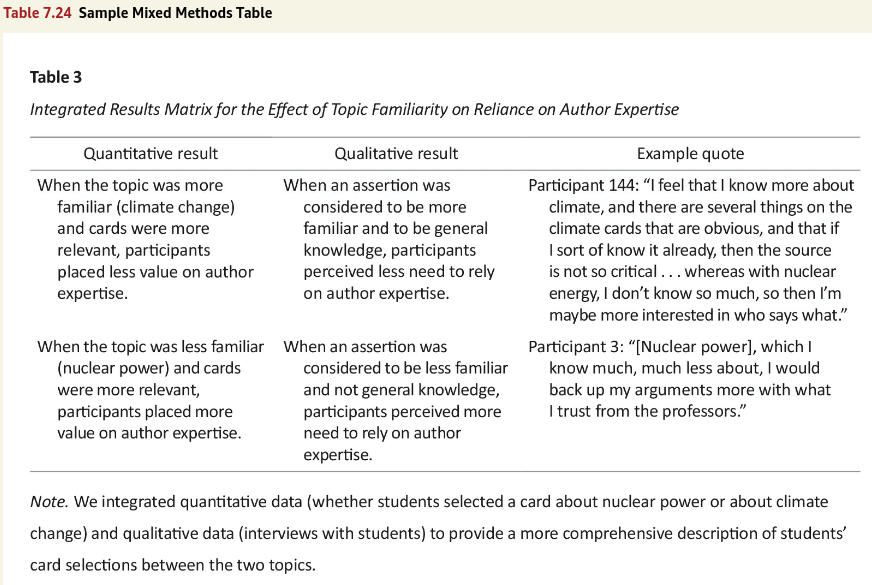 Table 7.24 Sample Mixed Methods Table
Table 3
Integrated Results Matrix for the Effect of Topic Familiarity on Reliance on Author Expertise
Quantitative result
Qualitative result
Example quote
When the topic was more
familiar (climate change)
and cards were more
relevant, participants
placed less value on author
expertise.
When an assertion was
considered to be more
familiar and to be general
knowledge, participants
perceived less need to rely
on author expertise.
Participant 144: “I feel that I know more about
climate, and there are several things on the
climate cards that are obvious, and that if
I sort of know it already, then the source
is not so critical . . . whereas with nuclear
energy, I don’t know so much, so then I’m
maybe more interested in who says what.”
When the topic was less familiar
(nuclear power) and cards
were more relevant,
participants placed more
value on author expertise.
When an assertion was
considered to be less familiar
and not general knowledge,
participants perceived more
need to rely on author
expertise.
Participant 3: “[Nuclear power], which I
know much, much less about, I would
back up my arguments more with what
I trust from the professors.”
Note. We integrated quantitative data (whether students selected a card about nuclear power or about climate
change) and qualitative data (interviews with students) to provide a more comprehensive description of students’
card selections between the two topics.